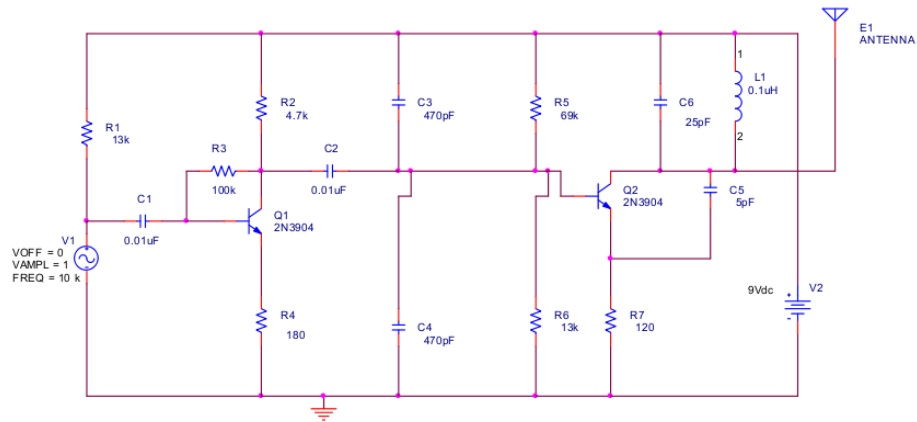 E1
ANTENNA
R1
13k
R2
4.7k
R3
100k
C1
0.01uF
C2
0.01uF
C3
470pF
R5
69k
C6
25pF
1
L1
0.1uH
2
Q1
2N3904
Q2
2N3904
C5
5pF
V1
VOFF = 0
VAMPL = 1
FREQ = 10 k
R4
180
C4
470pF
R6
13k
R7
120
9Vdc
V2
+
-